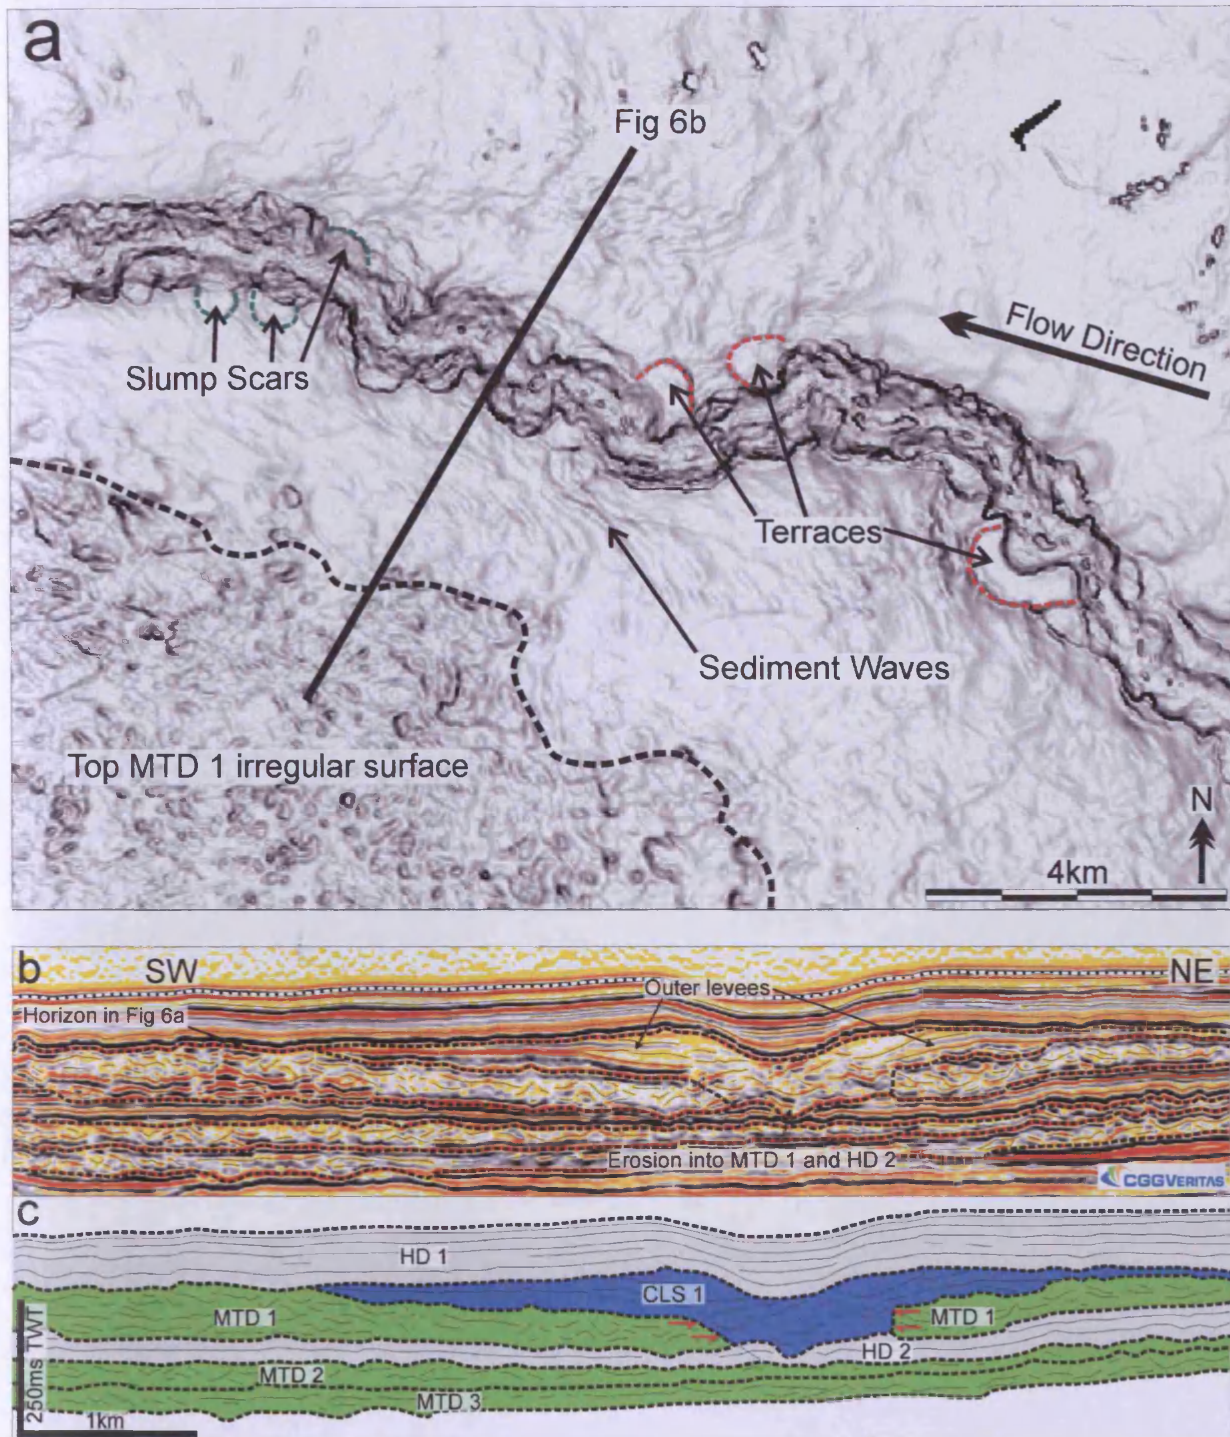 a
Fig 6b
Flow Direction
Slump Scars
Terraces
Sediment Waves
Top MTD 1 irregular surface
N
4km
b
SW
NE
Outer levees
Horizon in Fig 6a
Erosion into MTD 1 and HD 2
CGGVERITAS
C
HD 1
CLS 1
MTD 1
MTD 1
HD 2
MTD 2
MTD 3
250ms TWT
1km